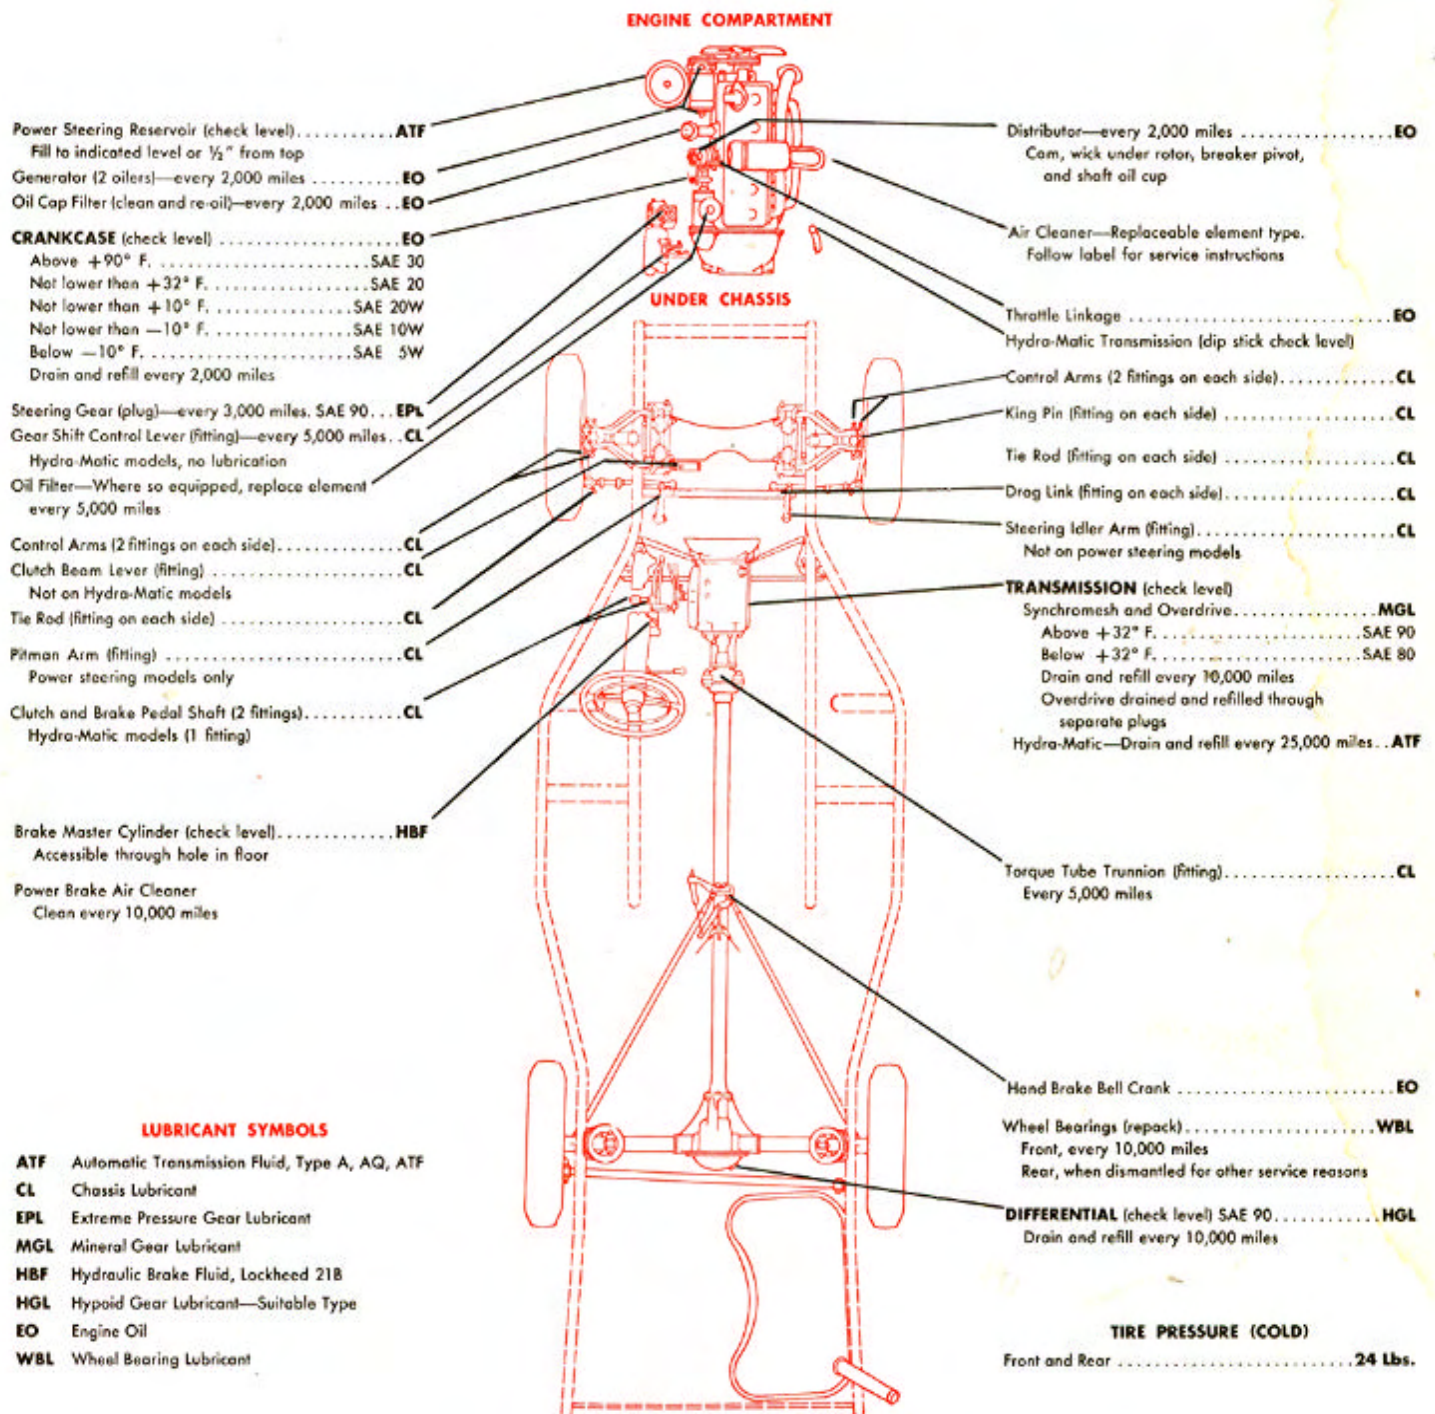 ENGINE COMPARTMENT
Power Steering Reservoir (check level)...........ATF
Fill to indicated level or ½" from top
Generator (2 oilers)—every 2,000 miles ..........EO
Oil Cap Filter (clean and re-oil)—every 2,000 miles ..EO
CRANKCASE (check level) ....................EO
Above +90° F.........................SAE 30
Not lower than +32° F..................SAE 20
Not lower than +10° F................SAE 20W
Not lower than —10° F................SAE 10W
Below —10° F.......................SAE 5W
Drain and refill every 2,000 miles
Steering Gear (plug)—every 3,000 miles. SAE 90...EPL
Gear Shift Control Lever (fitting)—every 5,000 miles..CL
Hydra-Matic models, no lubrication
Oil Filter—Where so equipped, replace element
every 5,000 miles
Control Arms (2 fittings on each side).............CL
Clutch Beam Lever (fitting) ....................CL
Not on Hydra-Matic models
Tie Rod (fitting on each side) ...................CL
Pitman Arm (fitting) .........................CL
Power steering models only
Clutch and Brake Pedal Shaft (2 fittings)..........CL
Hydra-Matic models (1 fitting)
Brake Master Cylinder (check level)............HBF
Accessible through hole in floor
Power Brake Air Cleaner
Clean every 10,000 miles
LUBRICANT SYMBOLS
ATF Automatic Transmission Fluid, Type A, AQ, ATF
CL Chassis Lubricant
EPL Extreme Pressure Gear Lubricant
MGL Mineral Gear Lubricant
HBF Hydraulic Brake Fluid, Lockheed 21B
HGL Hypoid Gear Lubricant—Suitable Type
EO Engine Oil
WBL Wheel Bearing Lubricant
UNDER CHASSIS
Distributor—every 2,000 miles .................EO
Cam, wick under rotor, breaker pivot,
and shaft oil cup
Air Cleaner—Replaceable element type.
Follow label for service instructions
Throttle Linkage .............................EO
Hydra-Matic Transmission (dip stick check level)
Control Arms (2 fittings on each side)............CL
King Pin (fitting on each side) ..................CL
Tie Rod (fitting on each side) ...................CL
Drag Link (fitting on each side)..................CL
Steering Idler Arm (fitting).....................CL
Not on power steering models
TRANSMISSION (check level)
Synchromesh and Overdrive................MGL
Above +32° F........................SAE 90
Below +32° F........................SAE 80
Drain and refill every 10,000 miles
Overdrive drained and refilled through
separate plugs
Hydra-Matic—Drain and refill every 25,000 miles..ATF
Torque Tube Trunnion (fitting)..................CL
Every 5,000 miles
Hand Brake Bell Crank ........................EO
Wheel Bearings (repack).....................WBL
Front, every 10,000 miles
Rear, when dismantled for other service reasons
DIFFERENTIAL (check level) SAE 90............HGL
Drain and refill every 10,000 miles
TIRE PRESSURE (COLD)
Front and Rear ..........................24 Lbs.